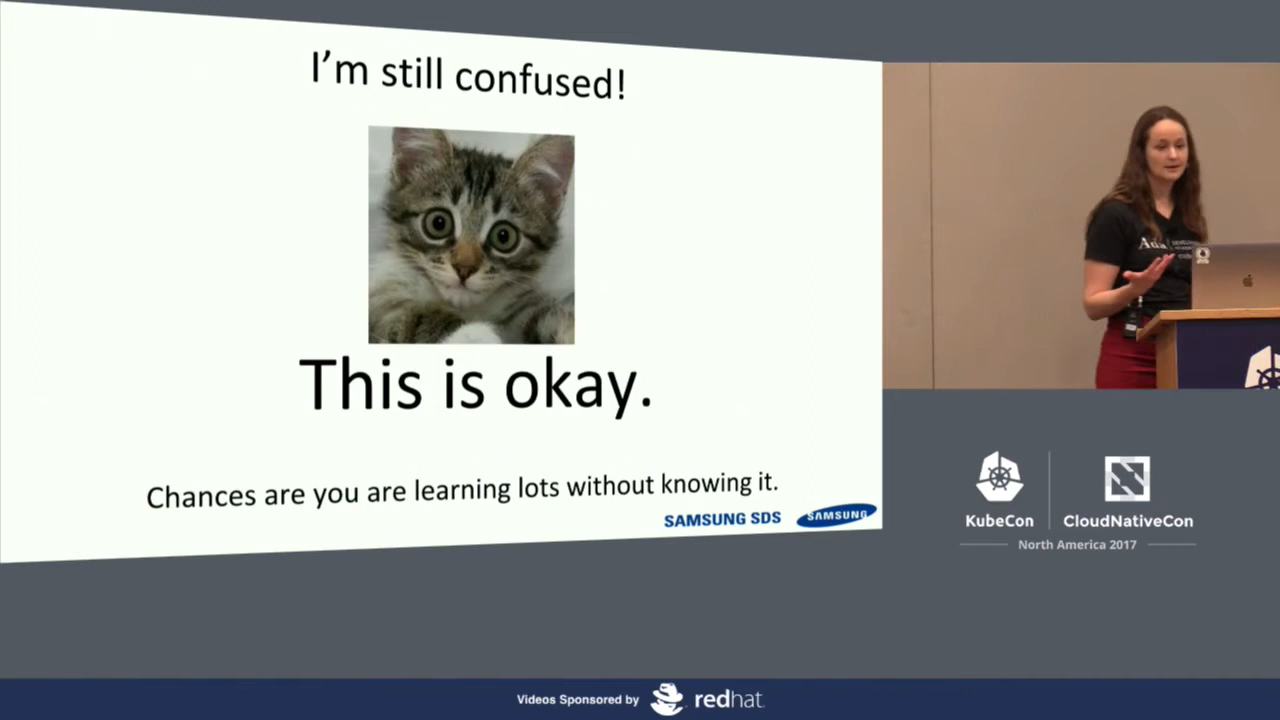 I'm still confused!
This is okay.
Chances are you are learning lots without knowing it.
SAMSUNG SDS
SAMSUNG
Ada
KubeCon
CloudNativeCon
North America 2017
Videos Sponsored by
redhat.